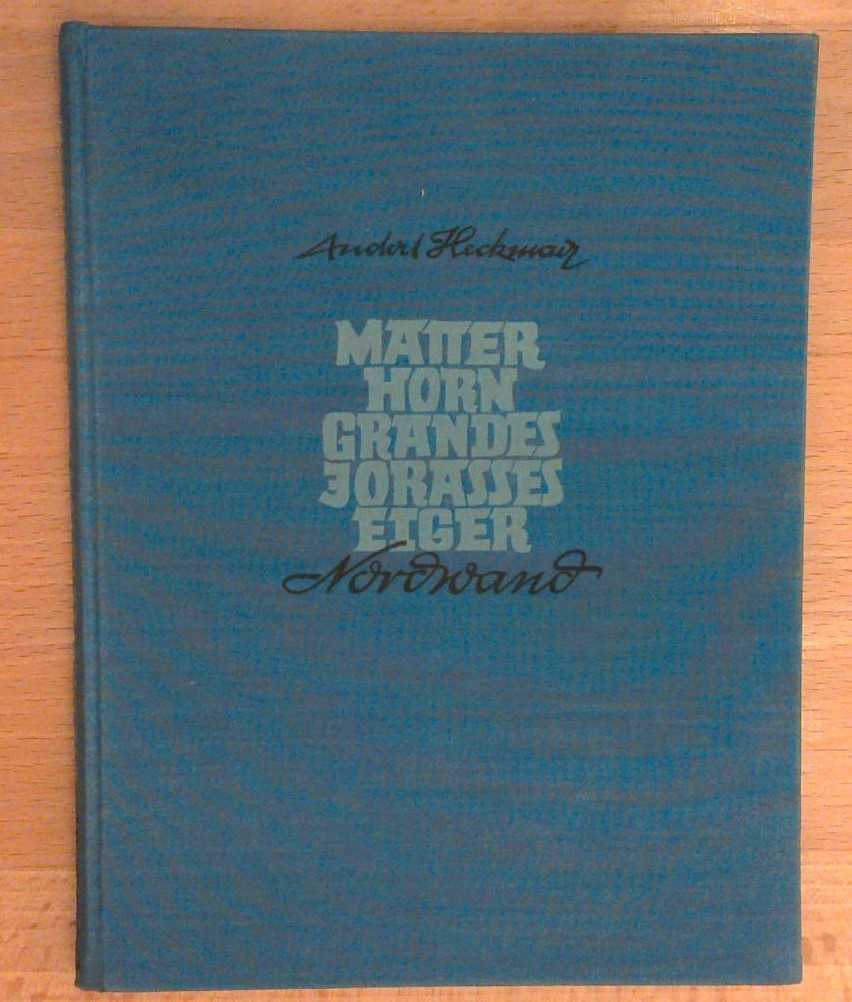 Anderl Heckmair
MATTER
HORN
GRANDES
JORASSES
EIGER
Nordwand